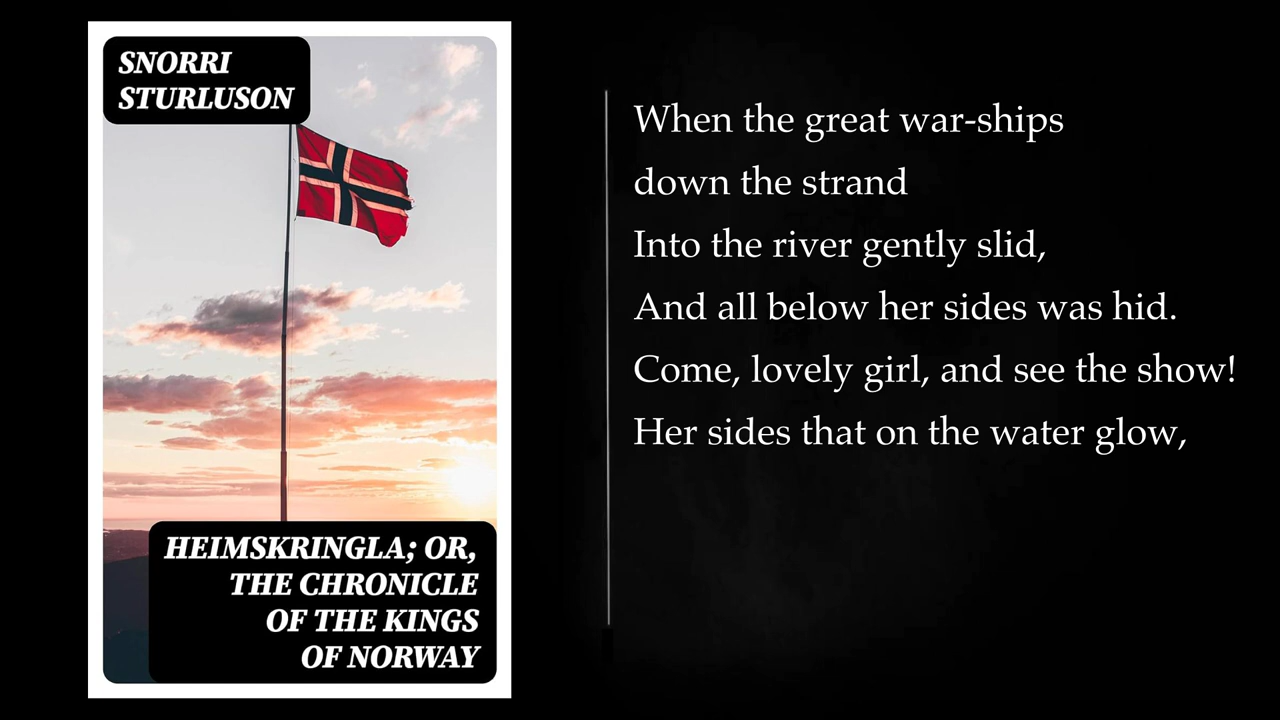 SNORRI
STURLUSON
HEIMSKRINGLA; OR,
THE CHRONICLE
OF THE KINGS
OF NORWAY
When the great war-ships
down the strand
Into the river gently slid,
And all below her sides was hid.
Come, lovely girl, and see the show!
Her sides that on the water glow,